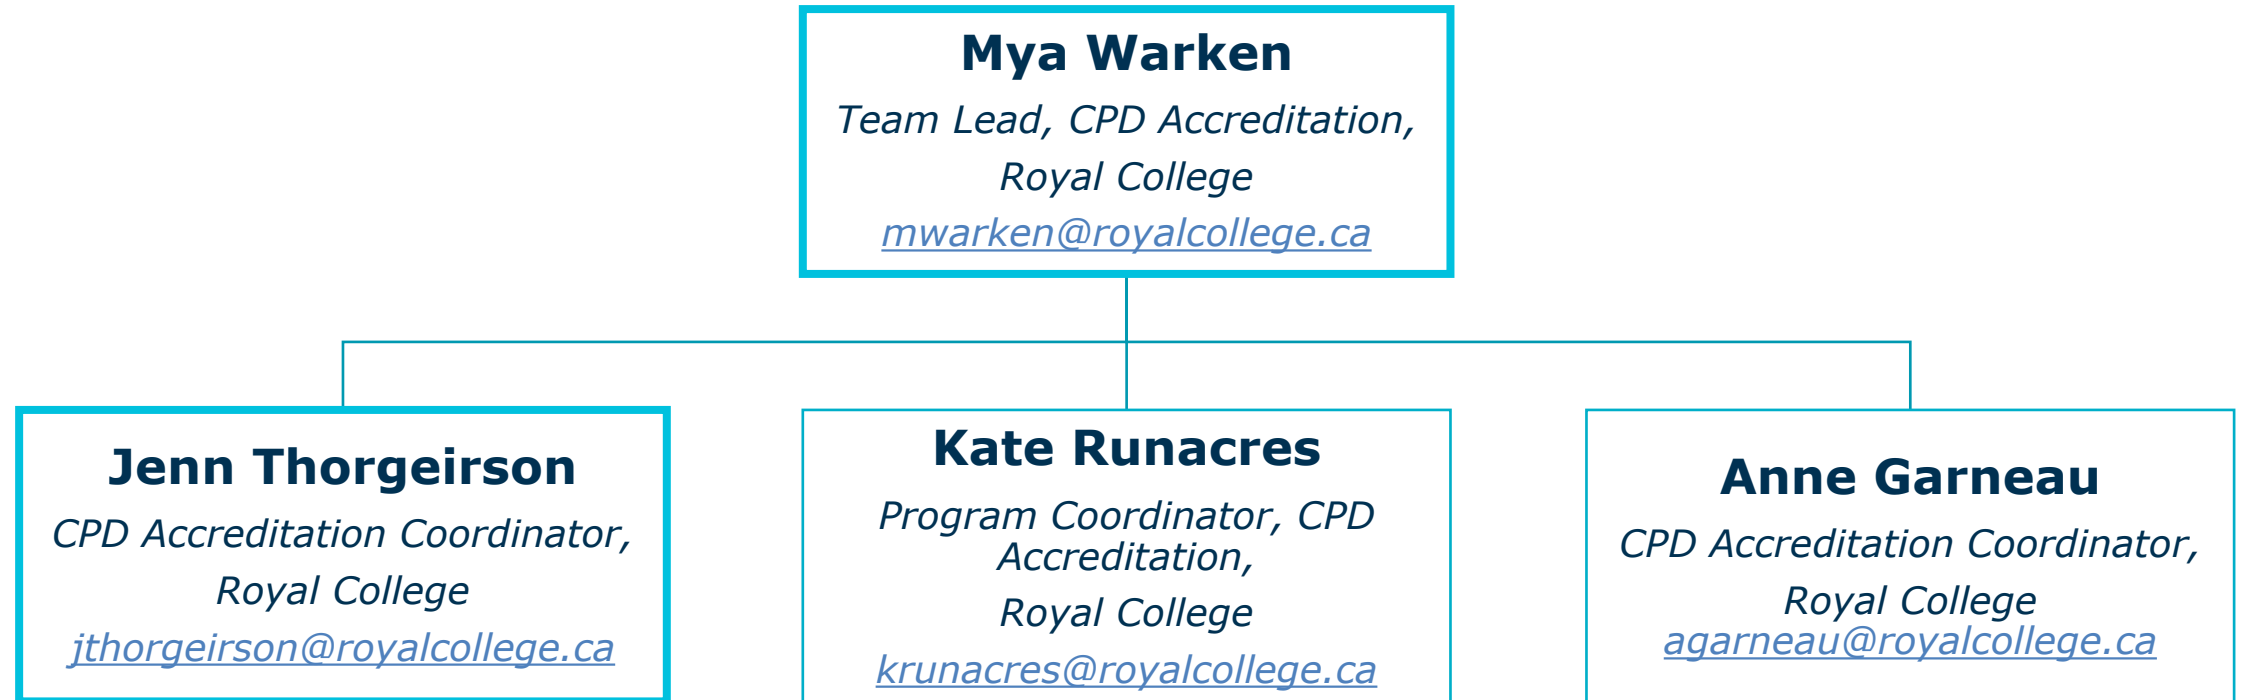 Mya Warken
Team Lead, CPD Accreditation,
Royal College
mwarken@royalcollege.ca
Jenn Thorgeirson
CPD Accreditation Coordinator,
Royal College
jthorgeirson@royalcollege.ca
Kate Runacres
Program Coordinator, CPD
Accreditation,
Royal College
krunacres@royalcollege.ca
Anne Garneau
CPD Accreditation Coordinator,
Royal College
agarneau@royalcollege.ca